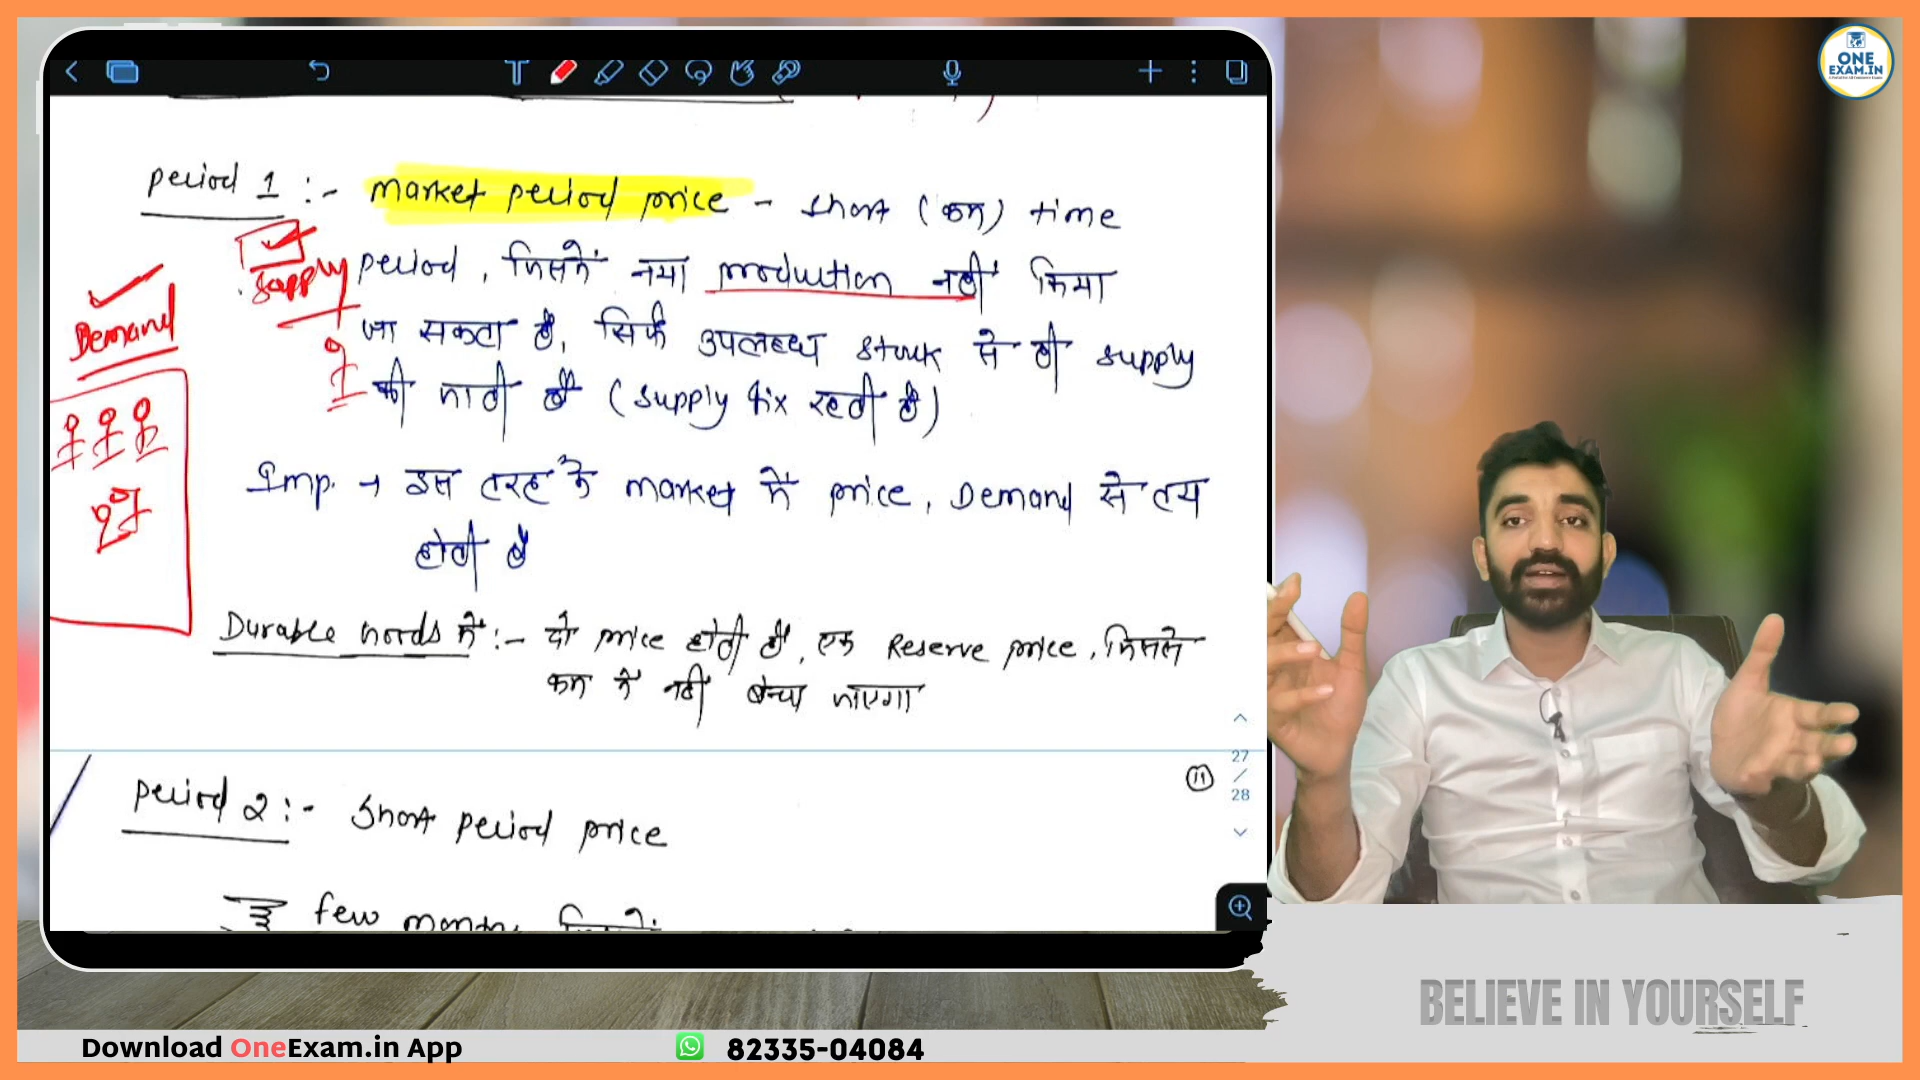 ONE
EXAM.IN
Period 1 :- market period price - short (कम) time
Supply period, जिसमें नया production नहीं किया
Demand
जा सकता है, सिर्फ उपलब्ध stock से ही supply
की जाती है (supply fix रहती है)
Imp. → इस तरह के market में price, Demand से तय
होती है
Durable Goods में :- दो price होती है, एक Reserve price, जिससे
कम में नहीं बेचा जाएगा
11
27
/
28
Period 2 :- Short period price
few
BELIEVE IN YOURSELF
Download OneExam.in App
82335-04084